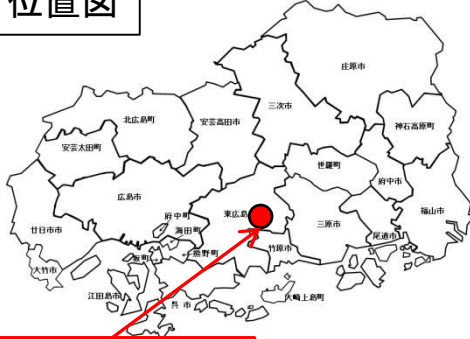 位置図
庄原市
三次市
北広島町
安芸高田市
神石高原町
安芸太田町
世羅町
府中市
広島市
福山市
府中町
東広島
三原市
廿日市市
海田町
尾道市
熊野町
竹原市
坂町
大竹市
江田島市
呉市
大崎上島町